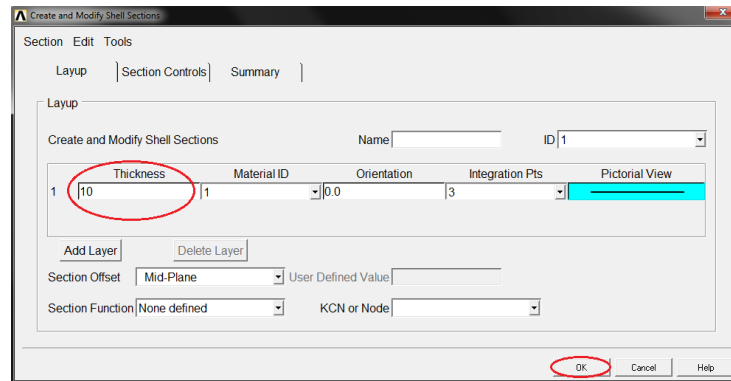 Create and Modify Shell Sections
Section Edit Tools
Layup Section Controls Summary
Layup
Create and Modify Shell Sections Name ID 1
Thickness Material ID Orientation Integration Pts Pictorial View
1 10 1 0.0 3
Add Layer Delete Layer
Section Offset Mid-Plane User Defined Value
Section Function None defined KCN or Node
OK Cancel Help